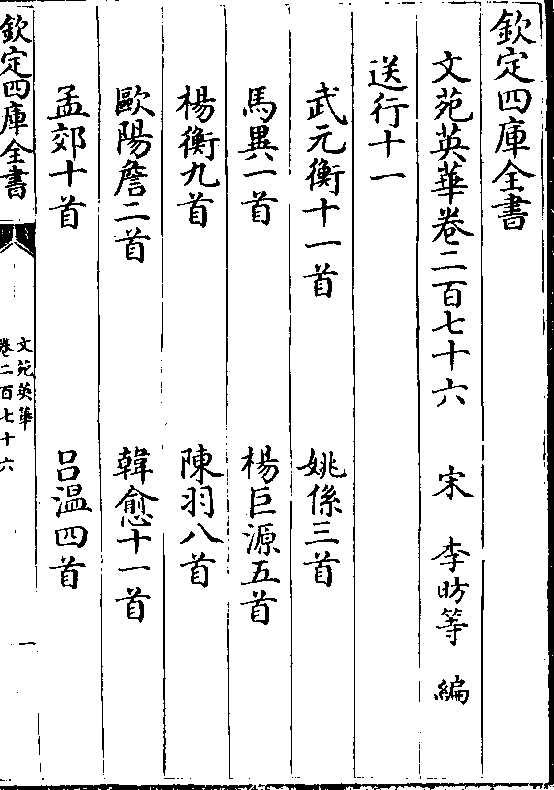 欽定四庫全書
文苑英華卷二百七十六 宋 李昉等 編
送行十一
武元衡十一首 姚係三首
馬異一首 楊巨源五首
楊衡九首 陳羽八首
歐陽詹二首 韓愈十一首
孟郊十首 吕温四首
欽定四庫全書
文苑英華
卷二百七十六
一